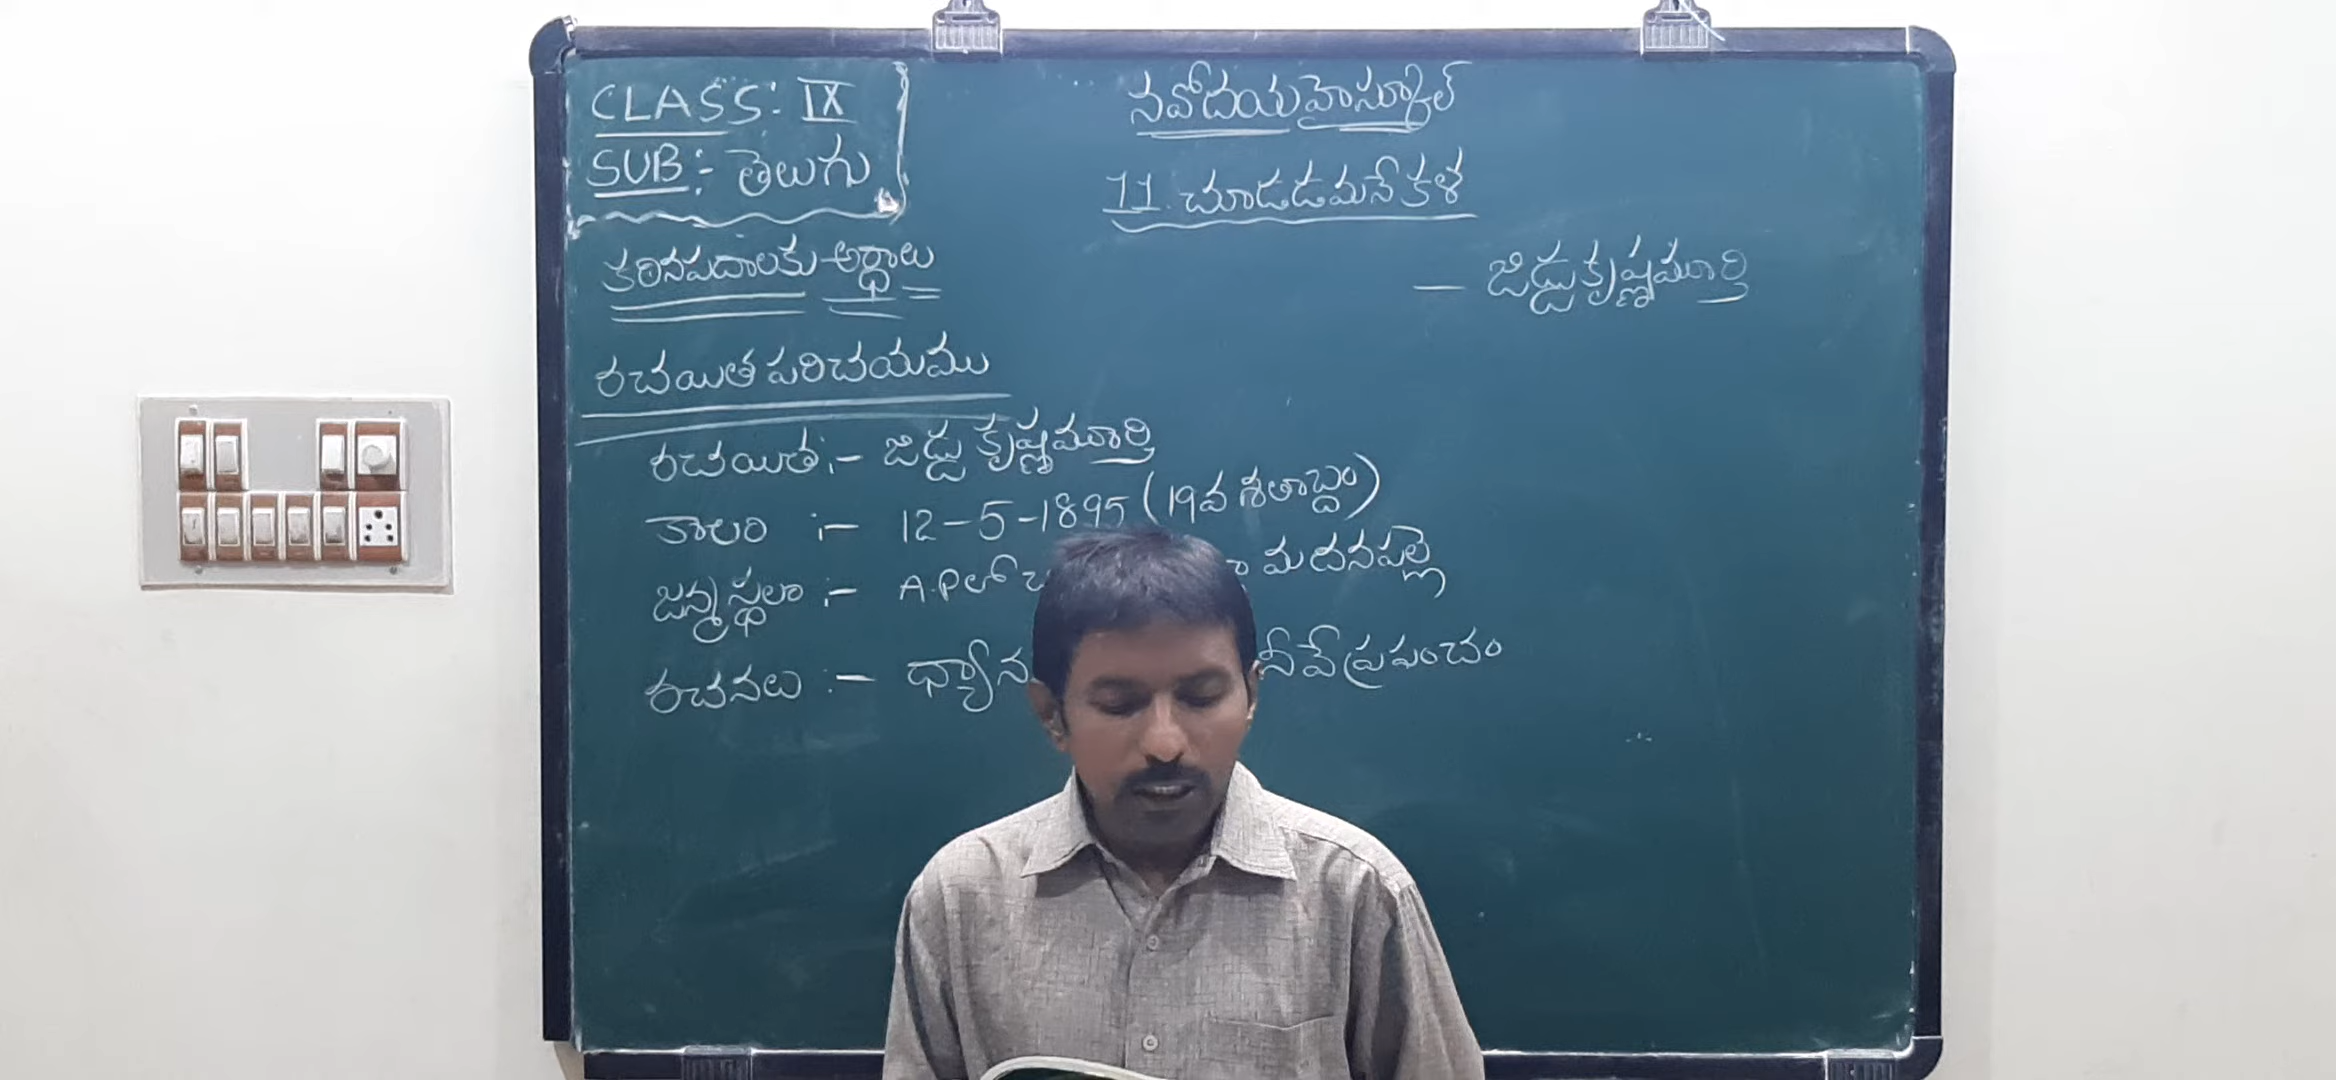 CLASS: IX
SUB:- తెలుగు
నవోదయహైస్కూల్
11. చూడడమనేకళ
— జిడ్డుకృష్ణమూర్తి
కఠినపదాలకు అర్ధాలు
రచయిత పరిచయము
రచయిత:- జిడ్డు కృష్ణమూర్తి
కాలం :- 12-5-1895 (19వ శతాబ్దం)
జన్మస్థలం :- A.Pలో మదనపల్లె
రచనలు :- నీవేప్రపంచం